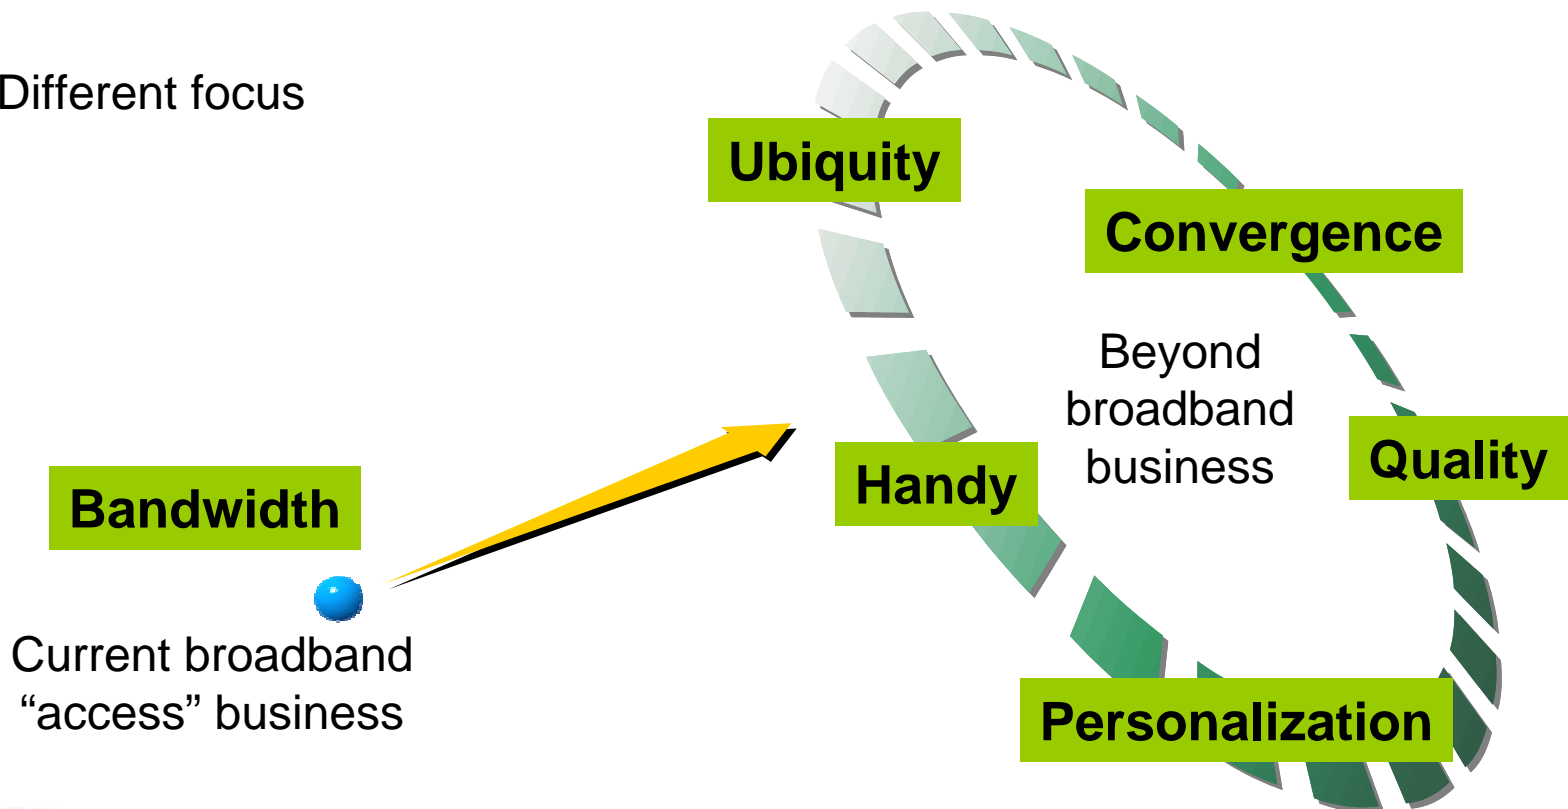 Different focus
Ubiquity
Convergence
Beyond
broadband
business
Handy
Quality
Bandwidth
Current broadband
“access” business
Personalization